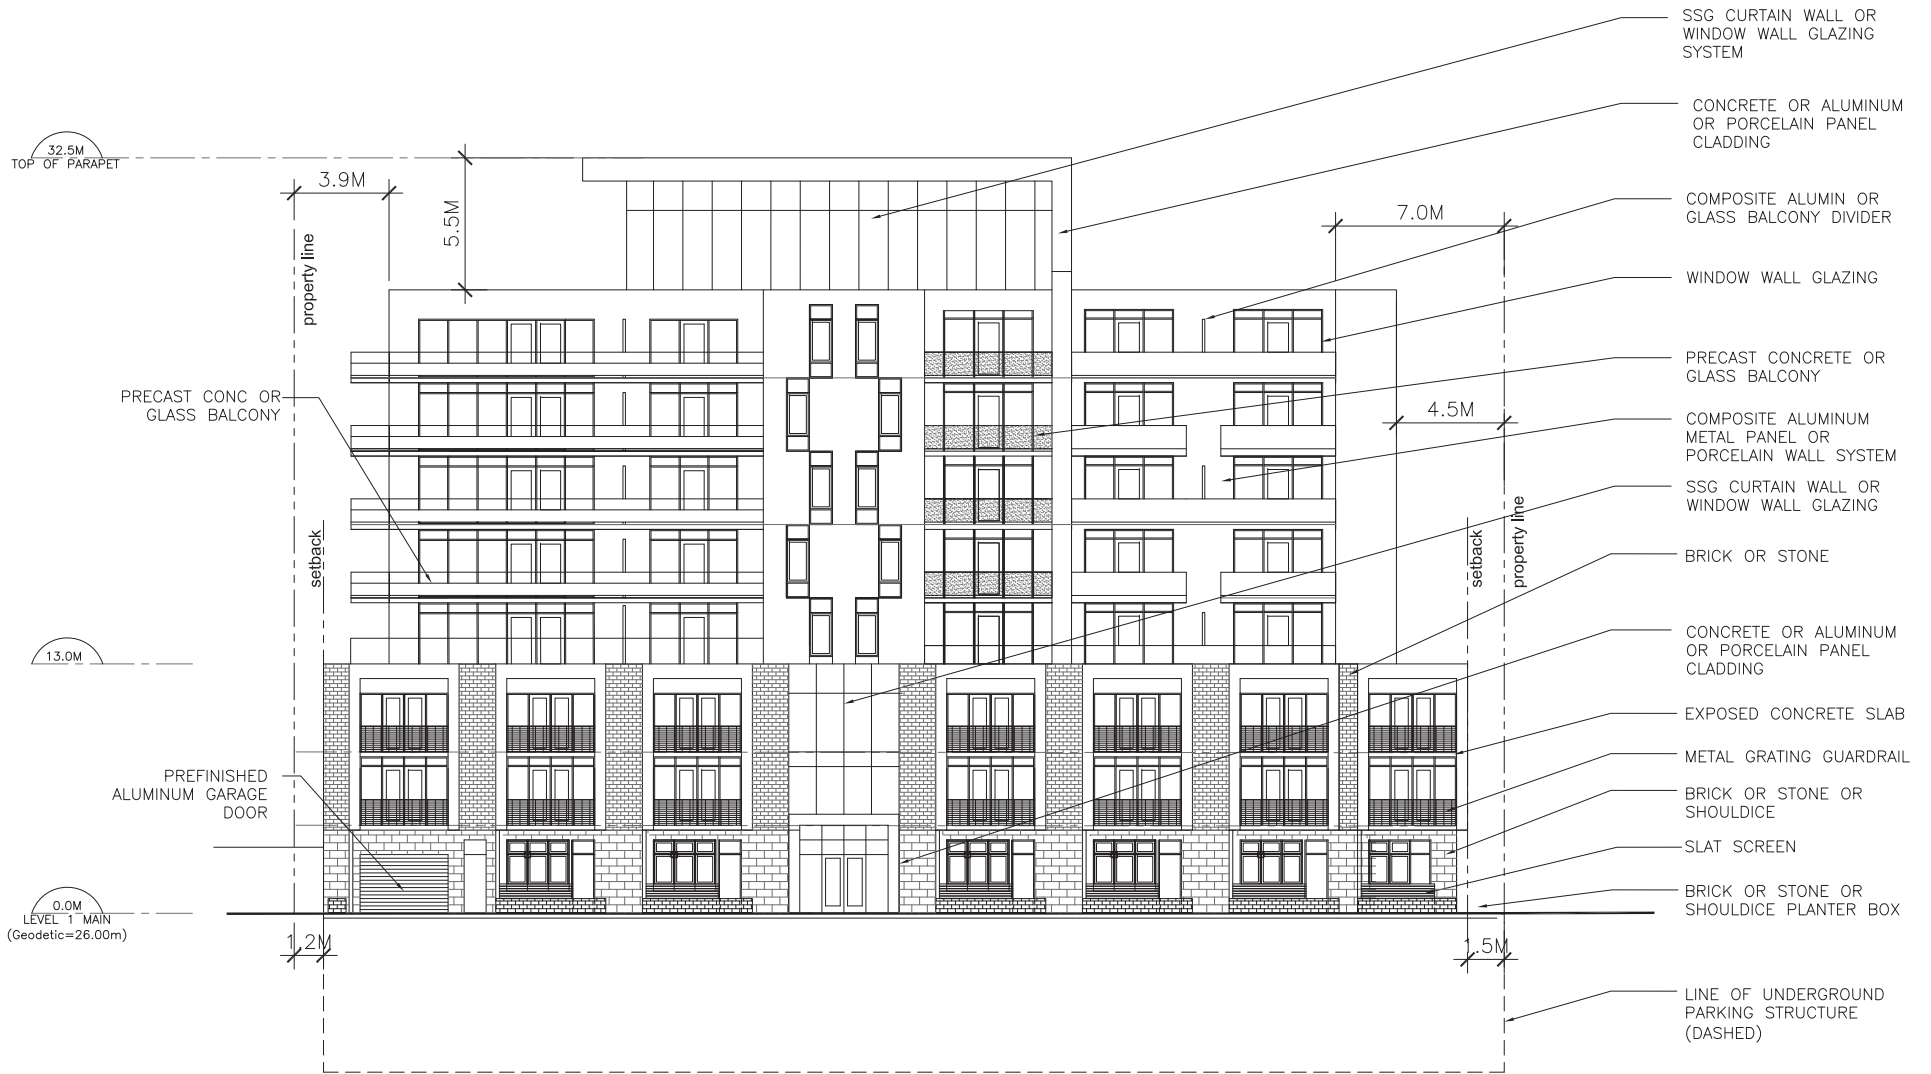 SSG CURTAIN WALL OR
WINDOW WALL GLAZING
SYSTEM
CONCRETE OR ALUMINUM
OR PORCELAIN PANEL
CLADDING
32.5M
TOP OF PARAPET
3.9M
5.5M
COMPOSITE ALUMIN OR
GLASS BALCONY DIVIDER
7.0M
property line
WINDOW WALL GLAZING
PRECAST CONCRETE OR
GLASS BALCONY
PRECAST CONC OR
GLASS BALCONY
4.5M
COMPOSITE ALUMINUM
METAL PANEL OR
PORCELAIN WALL SYSTEM
SSG CURTAIN WALL OR
WINDOW WALL GLAZING
setback
setback
property line
BRICK OR STONE
13.0M
CONCRETE OR ALUMINUM
OR PORCELAIN PANEL
CLADDING
EXPOSED CONCRETE SLAB
METAL GRATING GUARDRAIL
PREFINISHED
ALUMINUM GARAGE
DOOR
BRICK OR STONE OR
SHOULDICE
SLAT SCREEN
BRICK OR STONE OR
SHOULDICE PLANTER BOX
0.0M
LEVEL 1 MAIN
(Geodetic=26.00m)
1.2M
1.5M
LINE OF UNDERGROUND
PARKING STRUCTURE
(DASHED)